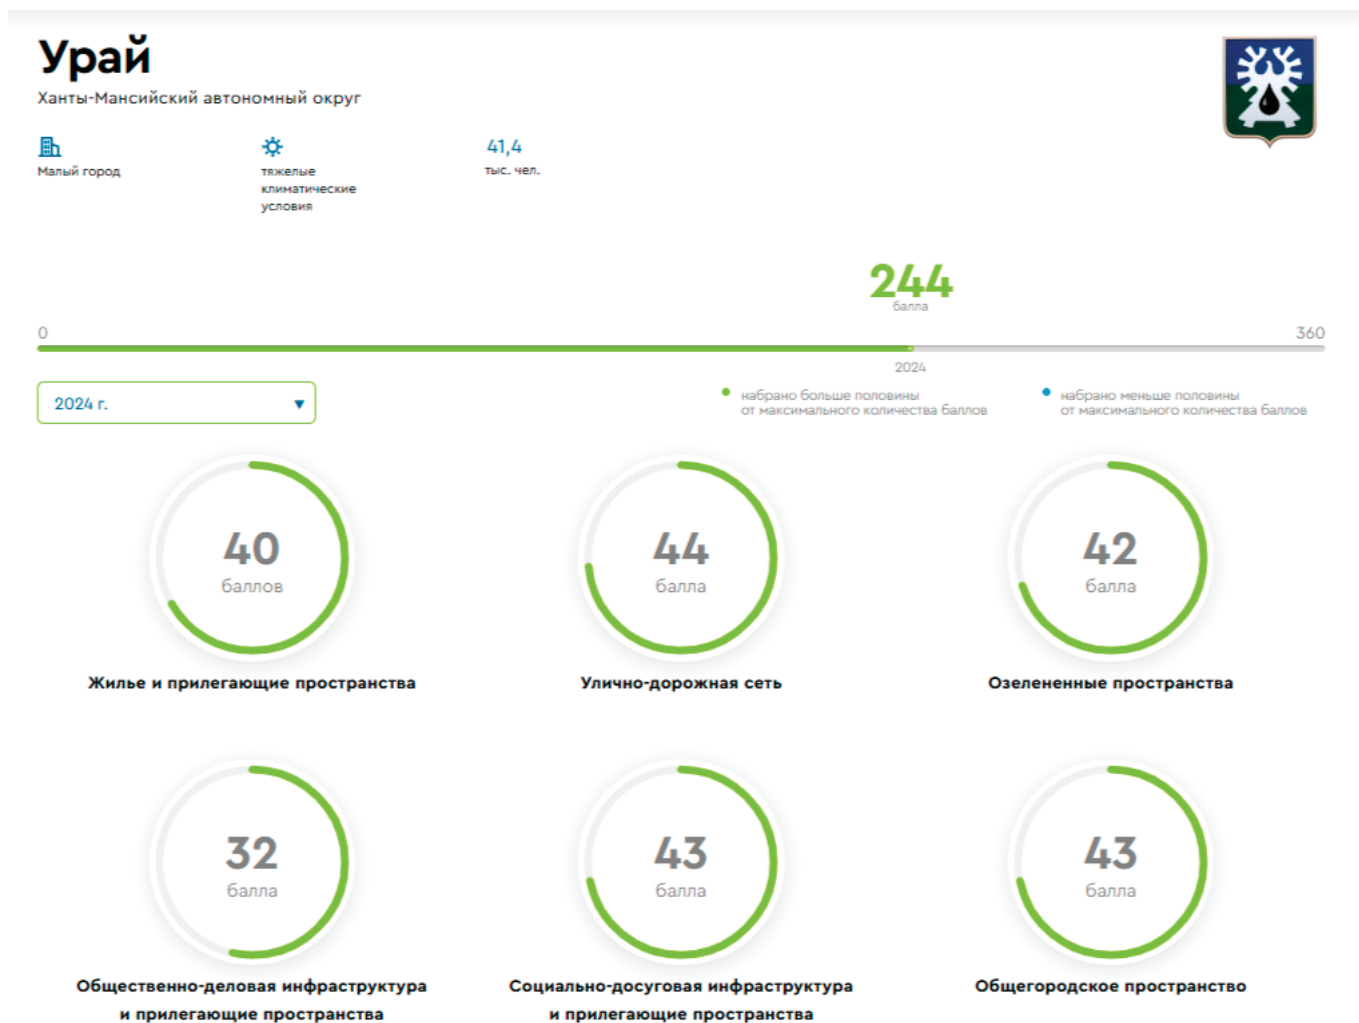 Урай
Ханты-Мансийский автономный округ
Малый город
тяжелые
климатические
условия
41,4
тыс. чел.
244
балла
0
360
2024
2024 г.
набрано больше половины
от максимального количества баллов
набрано меньше половины
от максимального количества баллов
40
баллов
Жилье и прилегающие пространства
44
балла
Улично-дорожная сеть
42
балла
Озелененные пространства
32
балла
Общественно-деловая инфраструктура
и прилегающие пространства
43
балла
Социально-досуговая инфраструктура
и прилегающие пространства
43
балла
Общегородское пространство